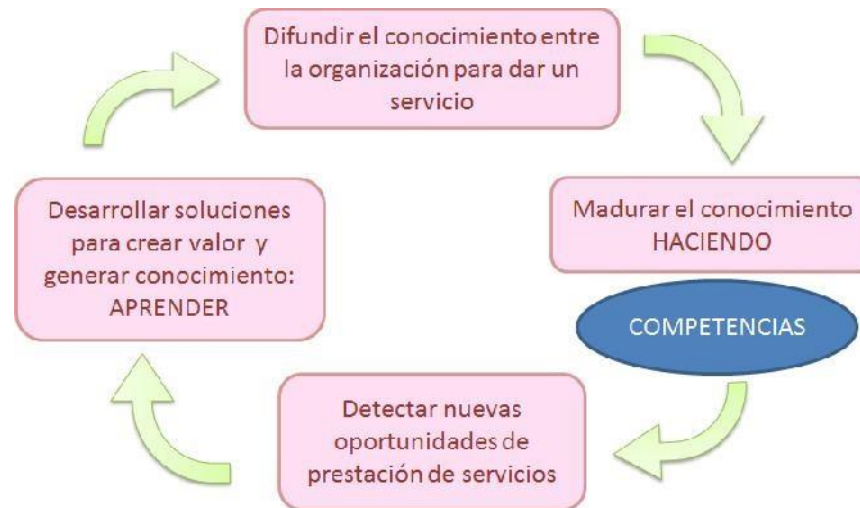 Difundir el conocimiento entre
la organización para dar un
servicio
Madurar el conocimiento
HACIENDO
COMPETENCIAS
Detectar nuevas
oportunidades de
prestación de servicios
Desarrollar soluciones
para crear valor y
generar conocimiento:
APRENDER